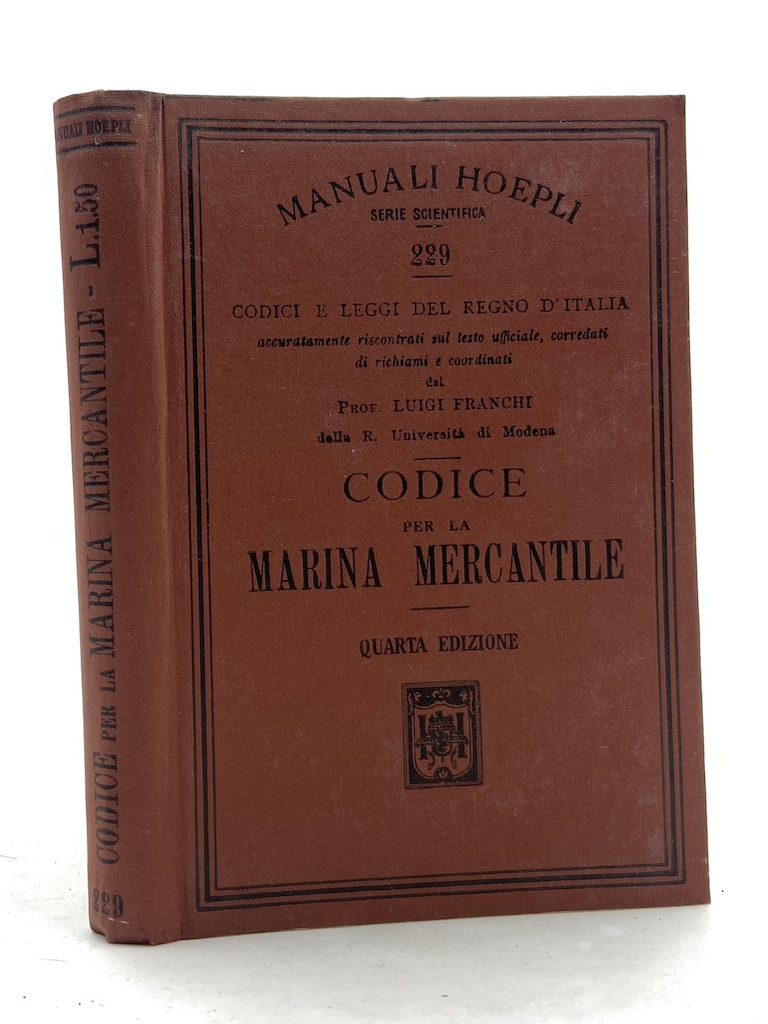 MANUALI HOEPLI
CODICE PER LA MARINA MERCANTILE - L.1.50
229
MANUALI HOEPLI
SERIE SCIENTIFICA
229
CODICI E LEGGI DEL REGNO D'ITALIA
accuratamente riscontrati sul testo ufficiale, corredati
di richiami e coordinati
dal
PROF. LUIGI FRANCHI
della R. Università di Modena
CODICE
PER LA
MARINA MERCANTILE
QUARTA EDIZIONE